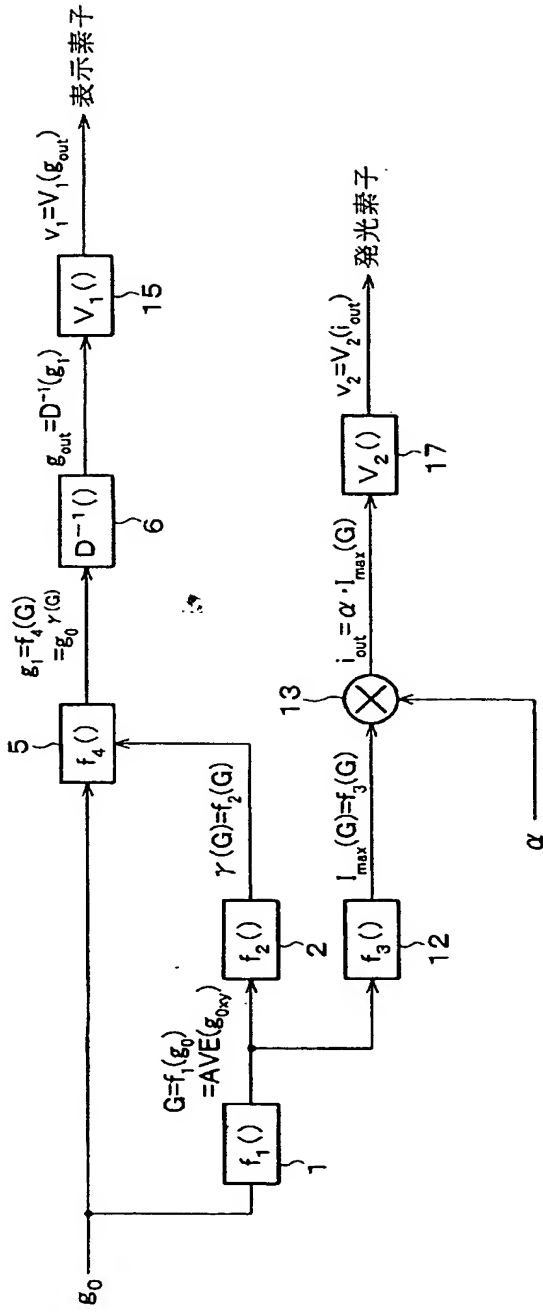 g₀
f₁()
1
G=f₁(g₀)
=AVE(g₀ₓᵧ)
f₂()
2
γ(G)=f₂(G)
f₄()
5
g₁=f₄(G)
=g₀^γ(G)
D⁻¹()
6
g_out=D⁻¹(g₁)
V₁()
15
v₁=V₁(g_out)
表示素子
f₃()
12
I_max(G)=f₃(G)
13
α
i_out=α·I_max(G)
V₂()
17
v₂=V₂(i_out)
発光素子